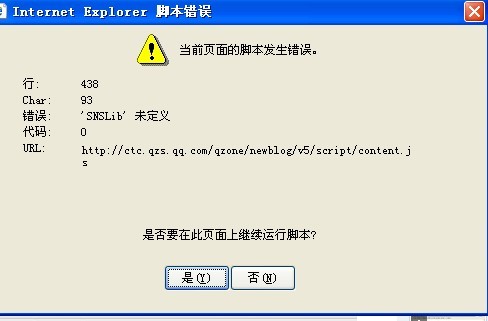 Internet Explorer 脚本错误
当前页面的脚本发生错误。
行: 438
Char: 93
错误: 'SNSLib' 未定义
代码: 0
URL: http://ctc.qzs.qq.com/qzone/newblog/v5/script/content.j
s
是否要在此页面上继续运行脚本?
是(Y) 否(N)